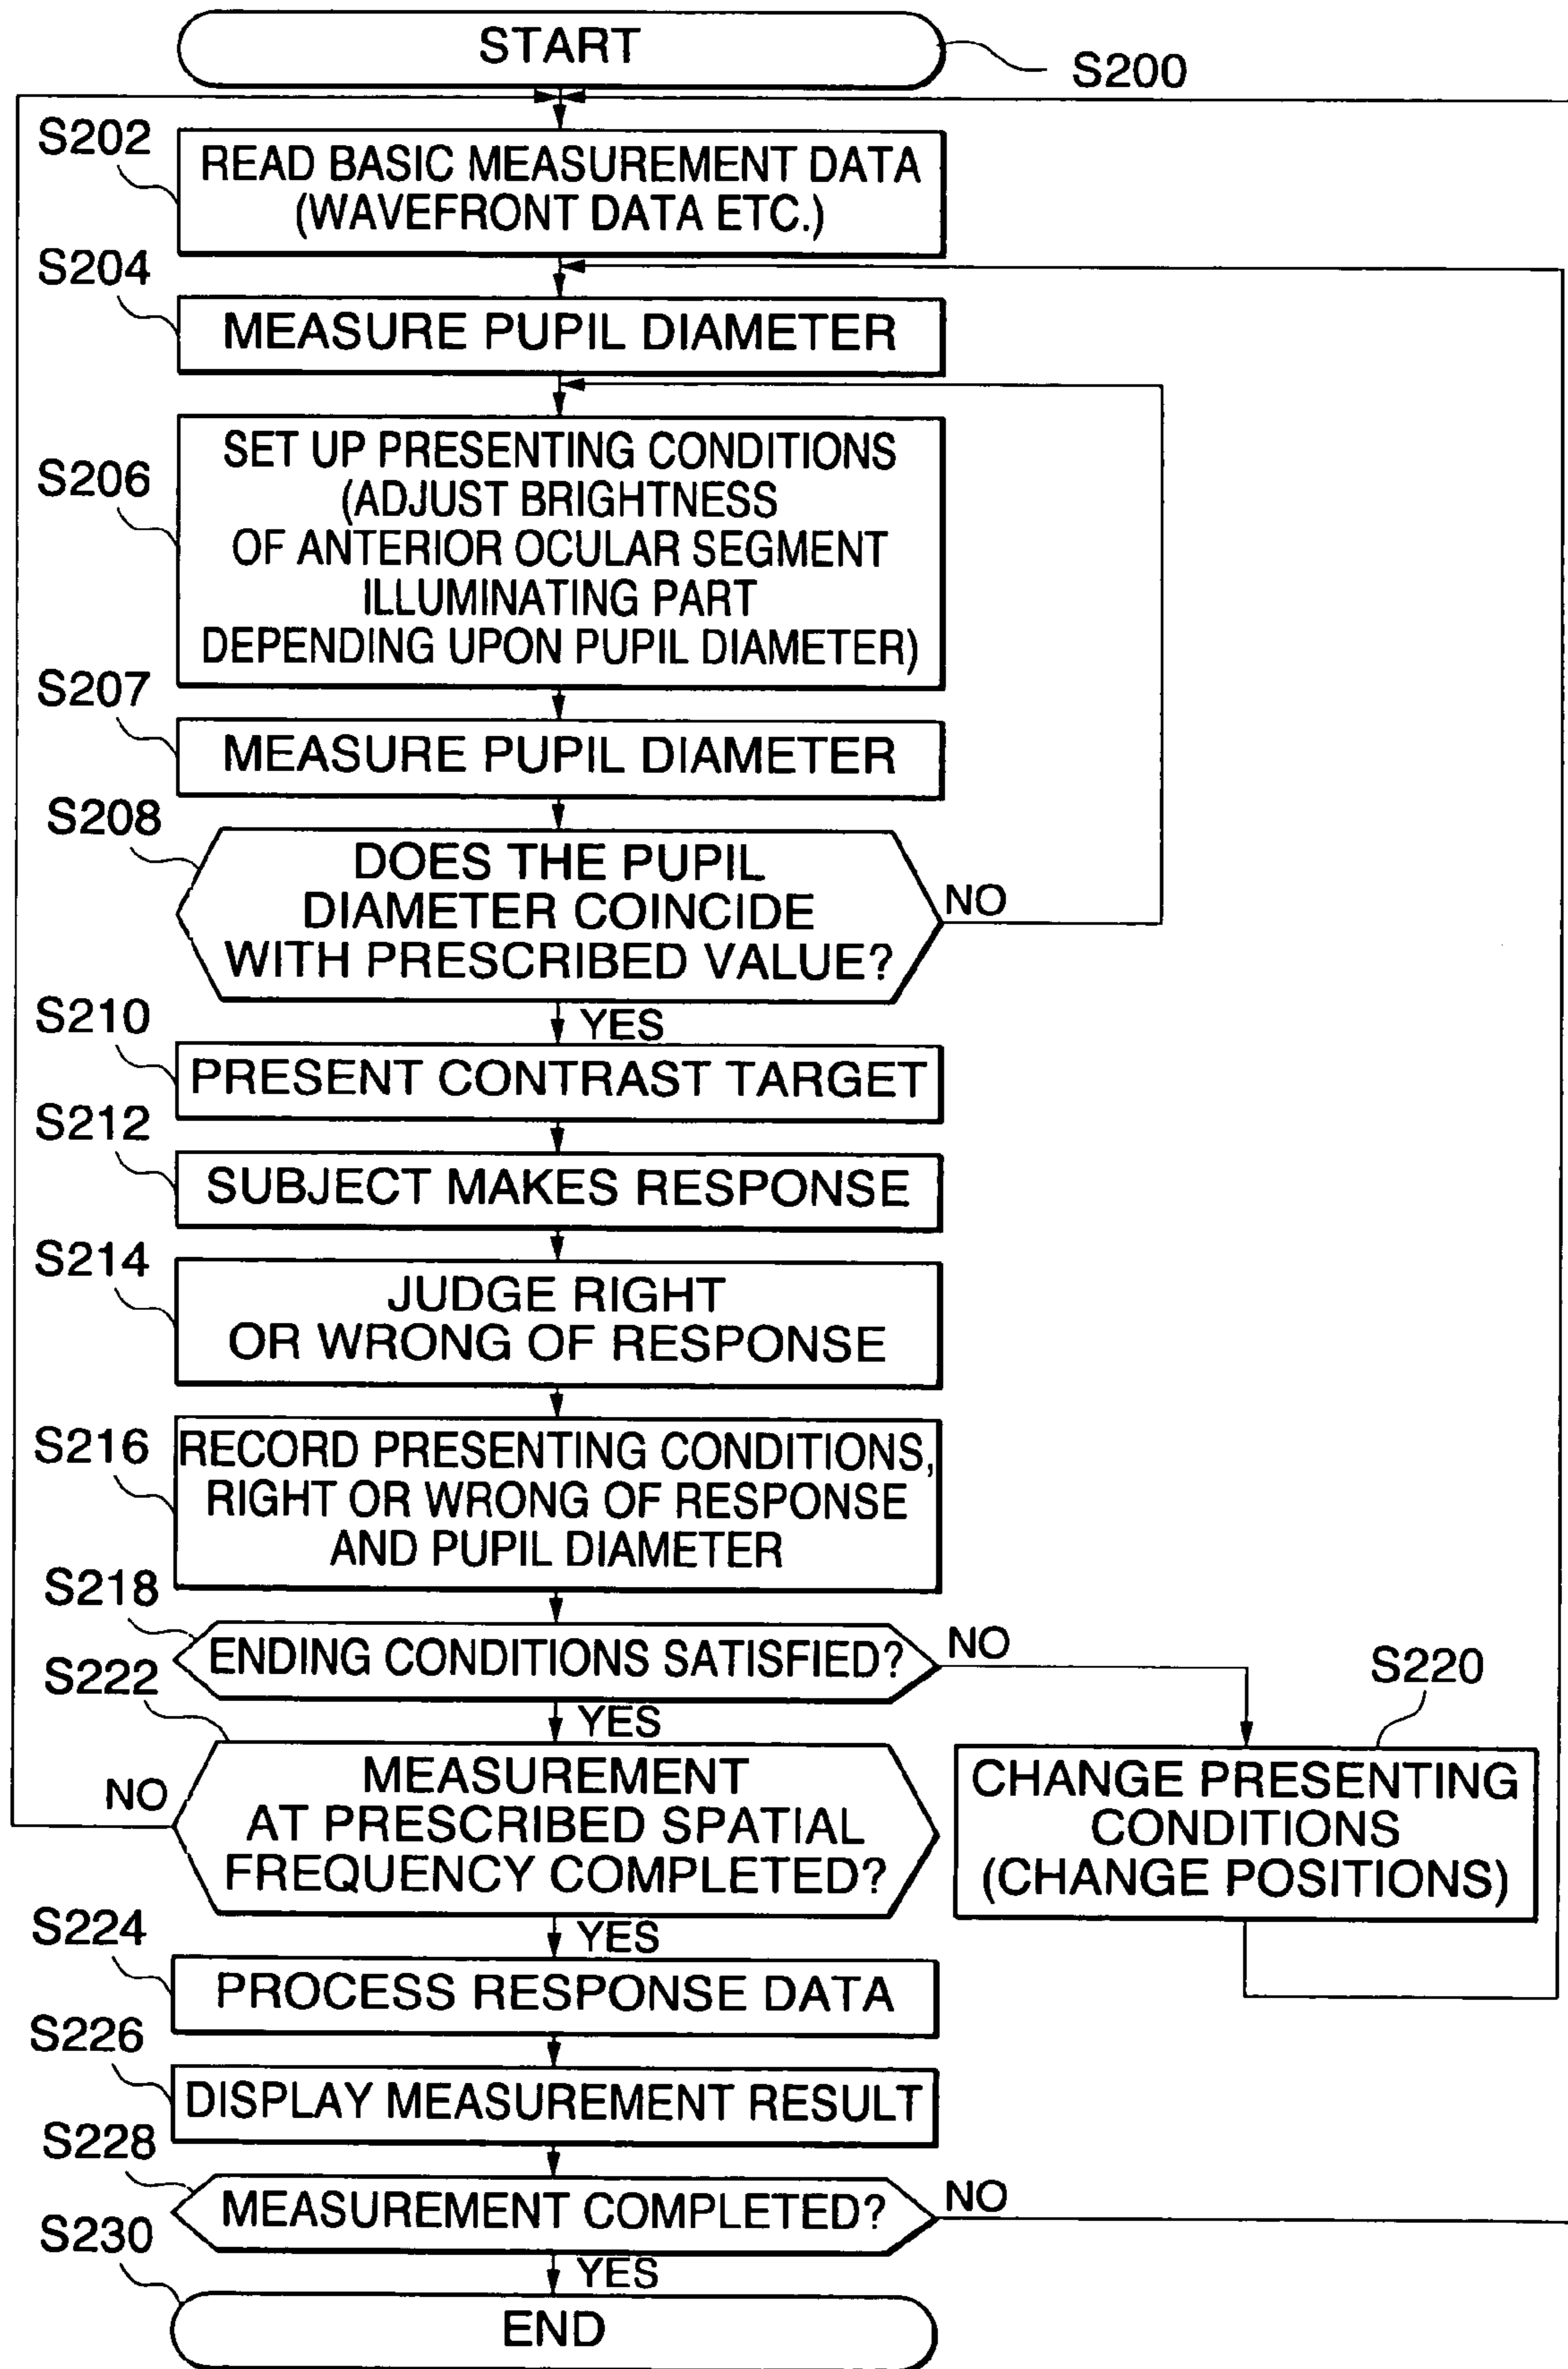 START
S200
S202
READ BASIC MEASUREMENT DATA
(WAVEFRONT DATA ETC.)
S204
MEASURE PUPIL DIAMETER
S206
SET UP PRESENTING CONDITIONS
(ADJUST BRIGHTNESS
OF ANTERIOR OCULAR SEGMENT
ILLUMINATING PART
DEPENDING UPON PUPIL DIAMETER)
S207
MEASURE PUPIL DIAMETER
S208
DOES THE PUPIL
DIAMETER COINCIDE
WITH PRESCRIBED VALUE?
NO
YES
S210
PRESENT CONTRAST TARGET
S212
SUBJECT MAKES RESPONSE
S214
JUDGE RIGHT
OR WRONG OF RESPONSE
S216
RECORD PRESENTING CONDITIONS,
RIGHT OR WRONG OF RESPONSE
AND PUPIL DIAMETER
S218
ENDING CONDITIONS SATISFIED?
NO
YES
S220
CHANGE PRESENTING
CONDITIONS
(CHANGE POSITIONS)
S222
MEASUREMENT
AT PRESCRIBED SPATIAL
FREQUENCY COMPLETED?
NO
YES
S224
PROCESS RESPONSE DATA
S226
DISPLAY MEASUREMENT RESULT
S228
MEASUREMENT COMPLETED?
NO
YES
S230
END